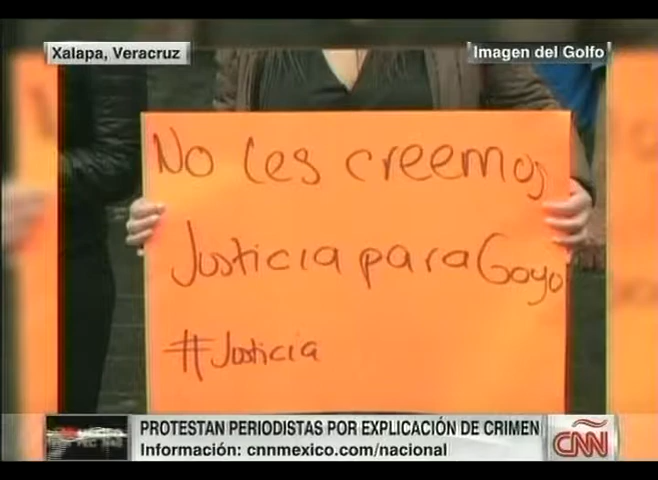 Xalapa, Veracruz
Imagen del Golfo
No les creemos
Justicia para Goyo
#Justicia
PROTESTAN PERIODISTAS POR EXPLICACIÓN DE CRIMEN
Información: cnnmexico.com/nacional
CNN